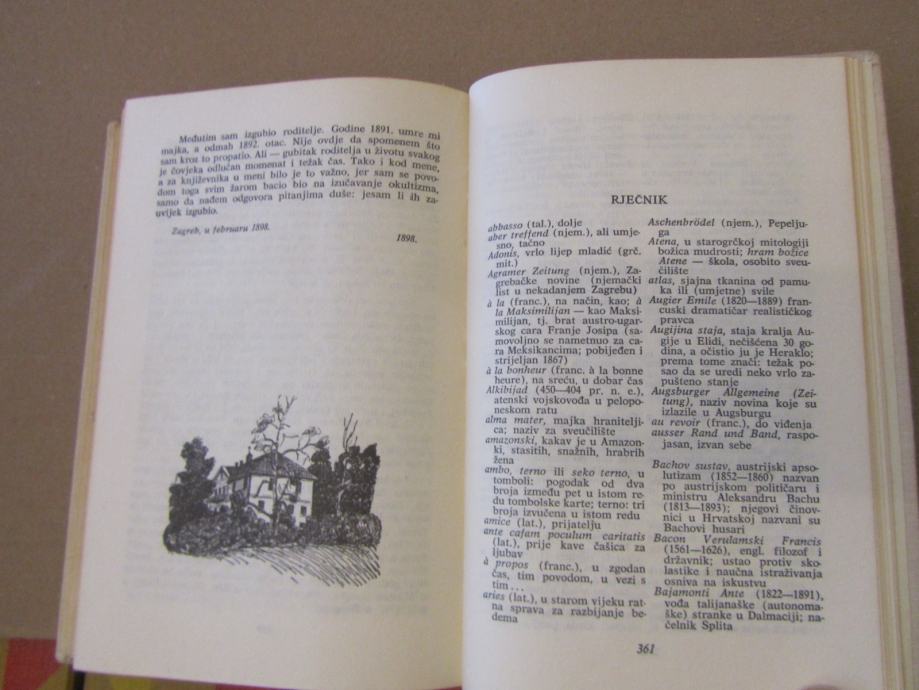 Međutim sam izgubio roditelje. Godine 1891. umre mi
majka, a odmah 1892. otac. Nije ovdje da spomenem što
sam kroz to propatio. Ali — gubitak roditelja u životu svakog
je čovjeka odlučan momenat i težak čas. Tako i kod mene,
a za književnika u meni bilo je to važno, jer sam se povo-
dom toga svim žarom bacio bio na izučavanje okultizma,
samo da nađem odgovora pitanjima duše: jesam li ih za-
uvijek izgubio.
Zagreb, u februaru 1898.
1898.
RJEČNIK
abbasso (tal.), dolje
aber treffend (njem.), ali umje-
sno, tačno
Adonis, vrlo lijep mladić (grč.
mit.)
Agramer Zeitung (njem.), Za-
grebačke novine (njemački
list u nekadanjem Zagrebu)
à la (franc.), na način, kao; à
la Maksimilijan — kao Maksi-
milijan, tj. brat austro-ugar-
skog cara Franje Josipa (sa-
movoljno se nametnuo za ca-
ra Meksikancima; pobijeđen i
strijeljan 1867)
à la bonheur (franc. à la bonne
heure), na sreću, u dobar čas
Alkibijad (450—404 pr. n. e.),
atenski vojskovođa u pelopo-
neskom ratu
alma mater, majka hranitelji-
ca; naziv za sveučilište
amazonski, kakav je u Amazon-
ki, stasitih, snažnih, hrabrih
žena
ambo, terno ili seko terno, u
tomboli: pogodak od dva
broja između pet u istom re-
du tombolske karte; terno: tri
broja izvučena u istom redu
amice (lat.), prijatelju
ante cafam poculum caritatis
(lat.), prije kave čašica za
ljubav
à propos (franc.), u zgodan
čas, tim povodom, u vezi s
tim...
aries (lat.), u starom vijeku rat-
na sprava za razbijanje be-
dema
Aschenbrödel (njem.), Pepelju-
ga
Atena, u starogrčkoj mitologiji
božica mudrosti; hram božice
Atene — škola, osobito sveu-
čilište
atlas, sjajna tkanina od pamu-
ka ili (umjetne) svile
Augier Emile (1820—1889) fran-
cuski dramatičar realističkog
pravca
Augijina staja, staja kralja Au-
gije u Elidi, nečišćena 30 go-
dina, a očistio ju je Heraklo;
prema tome znači: težak po-
sao da se uredi neko vrlo za-
pušteno stanje
Augsburger Allgemeine (Zei-
tung), naziv novina koje su
izlazile u Augsburgu
au revoir (franc.), do viđenja
ausser Rand und Band, raspo-
jasan, izvan sebe
Bachov sustav, austrijski apso-
lutizam (1852—1860) nazvan
po austrijskom političaru i
ministru Aleksandru Bachu
(1813—1893); njegovi činov-
nici u Hrvatskoj nazvani su
Bachovi husari
Bacon Verulamski Francis
(1561—1626), engl. filozof i
državnik; ustao protiv sko-
lastike i naučna istraživanja
osniva na iskustvu
Bajamonti Ante (1822—1891),
vođa talijanaške (autonoma-
ške) stranke u Dalmaciji; na-
čelnik Splita
361